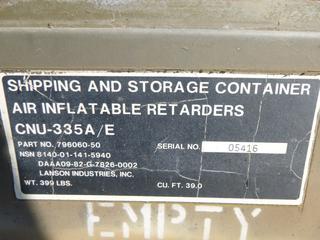 SHIPPING AND STORAGE CONTAINER
AIR INFLATABLE RETARDERS
CNU-335A/E
PART NO. 796060-50 SERIAL NO. 05416
NSN 8140-01-141-5940
DAAA09-82-G-7826-0002
LANSON INDUSTRIES, INC.
WT. 399 LBS. CU. FT. 39.0
EMPTY